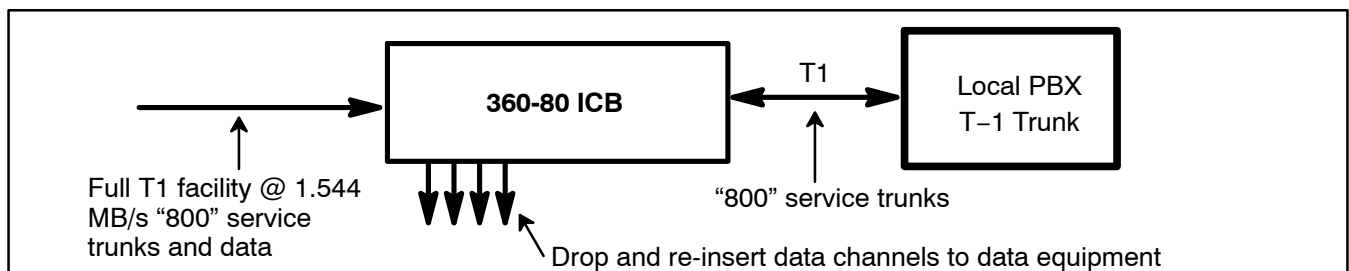 360-80 ICB
T1
Local PBX
T−1 Trunk
Full T1 facility @ 1.544
MB/s “800” service
trunks and data
“800” service trunks
Drop and re-insert data channels to data equipment